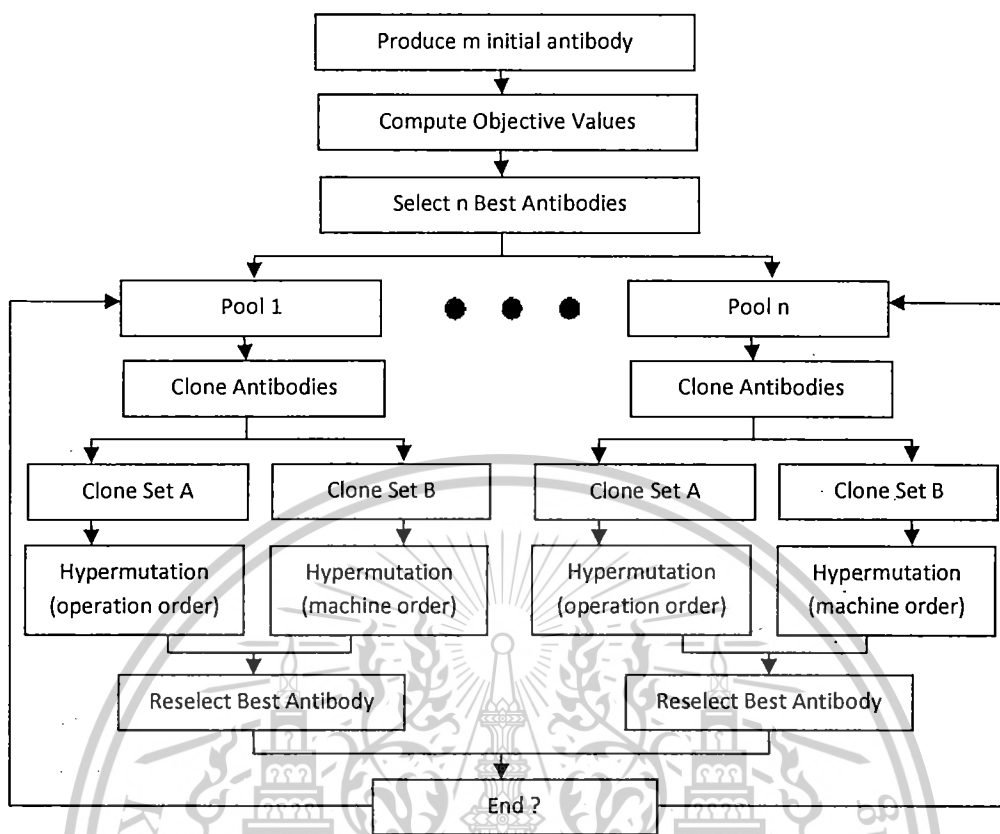 Produce m initial antibody
Compute Objective Values
Select n Best Antibodies
Pool 1
Pool n
Clone Antibodies
Clone Antibodies
Clone Set A
Clone Set B
Clone Set A
Clone Set B
Hypermutation
(operation order)
Hypermutation
(machine order)
Hypermutation
(operation order)
Hypermutation
(machine order)
Reselect Best Antibody
Reselect Best Antibody
End ?